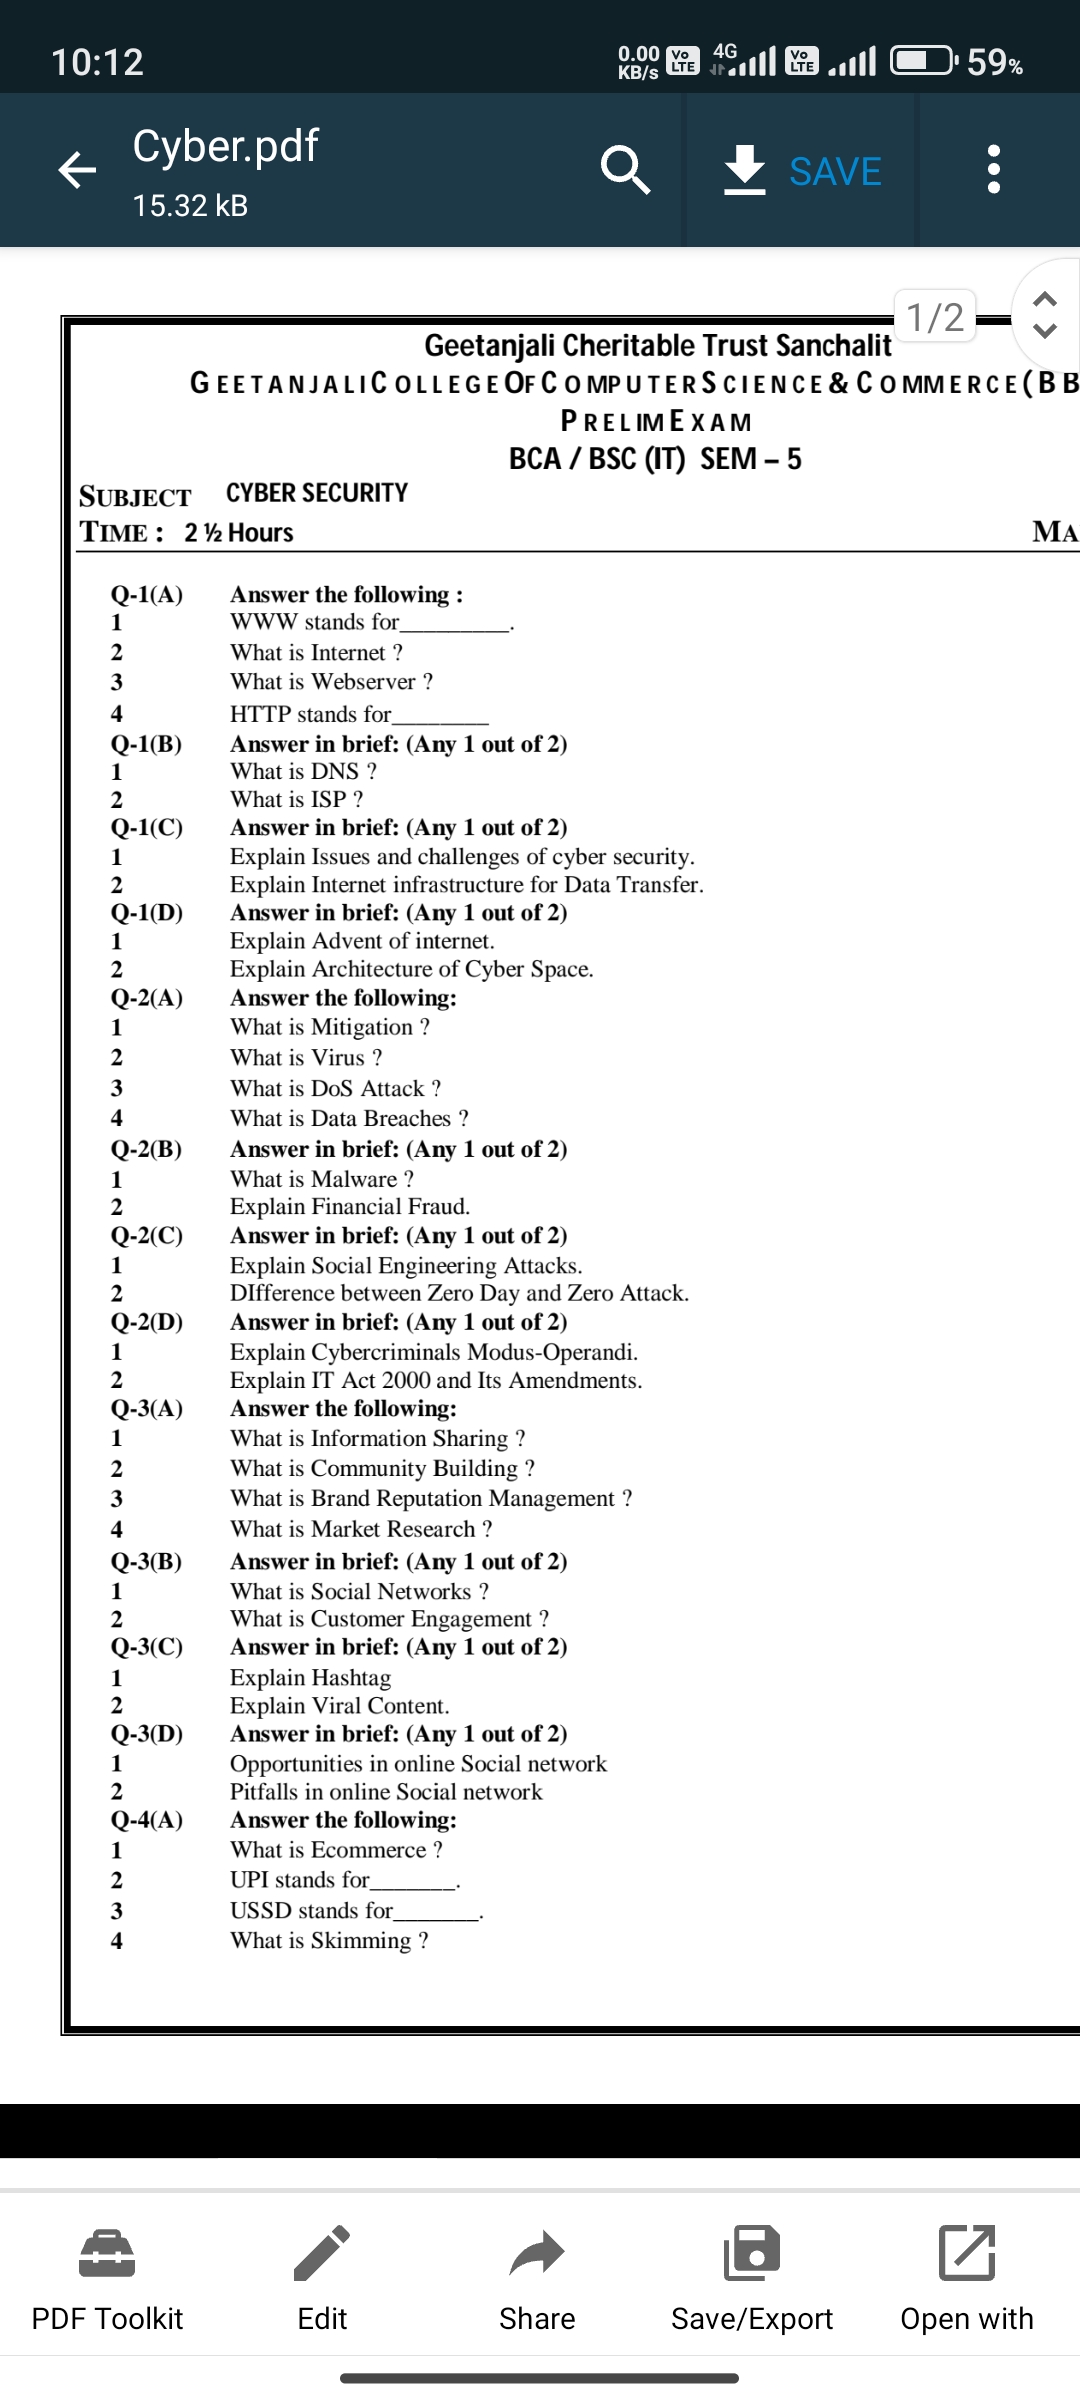 10:12
0.00 KB/s Vo LTE 4G Vo LTE 59%
Cyber.pdf
15.32 kB
SAVE
1/2
Geetanjali Cheritable Trust Sanchalit
GEETANJALICOLLEGEOFCOMPUTERSCIENCE&COMMERCE(BB
PRELIMEXAM
BCA / BSC (IT) SEM – 5
SUBJECT CYBER SECURITY
TIME : 2 ½ Hours MA
Q-1(A) Answer the following :
1 WWW stands for_________.
2 What is Internet ?
3 What is Webserver ?
4 HTTP stands for________
Q-1(B) Answer in brief: (Any 1 out of 2)
1 What is DNS ?
2 What is ISP ?
Q-1(C) Answer in brief: (Any 1 out of 2)
1 Explain Issues and challenges of cyber security.
2 Explain Internet infrastructure for Data Transfer.
Q-1(D) Answer in brief: (Any 1 out of 2)
1 Explain Advent of internet.
2 Explain Architecture of Cyber Space.
Q-2(A) Answer the following:
1 What is Mitigation ?
2 What is Virus ?
3 What is DoS Attack ?
4 What is Data Breaches ?
Q-2(B) Answer in brief: (Any 1 out of 2)
1 What is Malware ?
2 Explain Financial Fraud.
Q-2(C) Answer in brief: (Any 1 out of 2)
1 Explain Social Engineering Attacks.
2 DIfference between Zero Day and Zero Attack.
Q-2(D) Answer in brief: (Any 1 out of 2)
1 Explain Cybercriminals Modus-Operandi.
2 Explain IT Act 2000 and Its Amendments.
Q-3(A) Answer the following:
1 What is Information Sharing ?
2 What is Community Building ?
3 What is Brand Reputation Management ?
4 What is Market Research ?
Q-3(B) Answer in brief: (Any 1 out of 2)
1 What is Social Networks ?
2 What is Customer Engagement ?
Q-3(C) Answer in brief: (Any 1 out of 2)
1 Explain Hashtag
2 Explain Viral Content.
Q-3(D) Answer in brief: (Any 1 out of 2)
1 Opportunities in online Social network
2 Pitfalls in online Social network
Q-4(A) Answer the following:
1 What is Ecommerce ?
2 UPI stands for_______.
3 USSD stands for_______.
4 What is Skimming ?
PDF Toolkit Edit Share Save/Export Open with